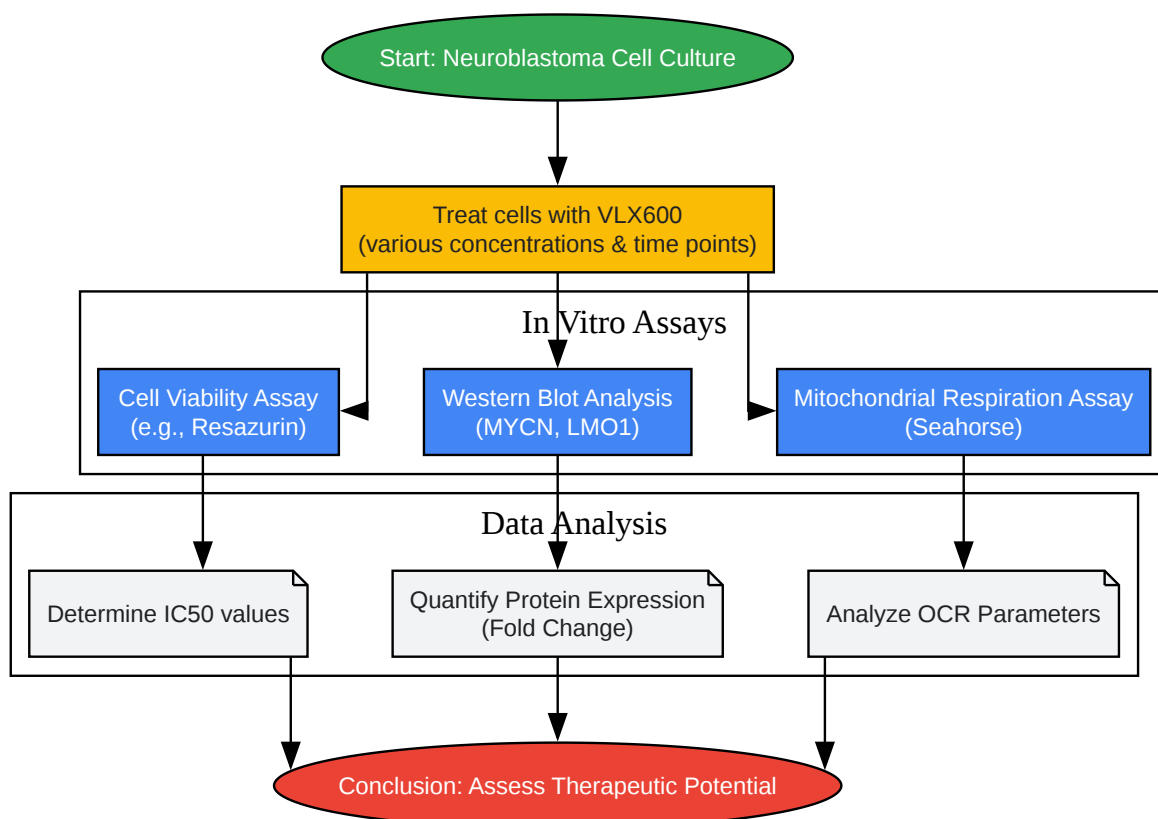 Start: Neuroblastoma Cell Culture
Treat cells with VLX600
(various concentrations & time points)
In Vitro Assays
Cell Viability Assay
(e.g., Resazurin)
Western Blot Analysis
(MYCN, LMO1)
Mitochondrial Respiration Assay
(Seahorse)
Data Analysis
Determine IC50 values
Quantify Protein Expression
(Fold Change)
Analyze OCR Parameters
Conclusion: Assess Therapeutic Potential